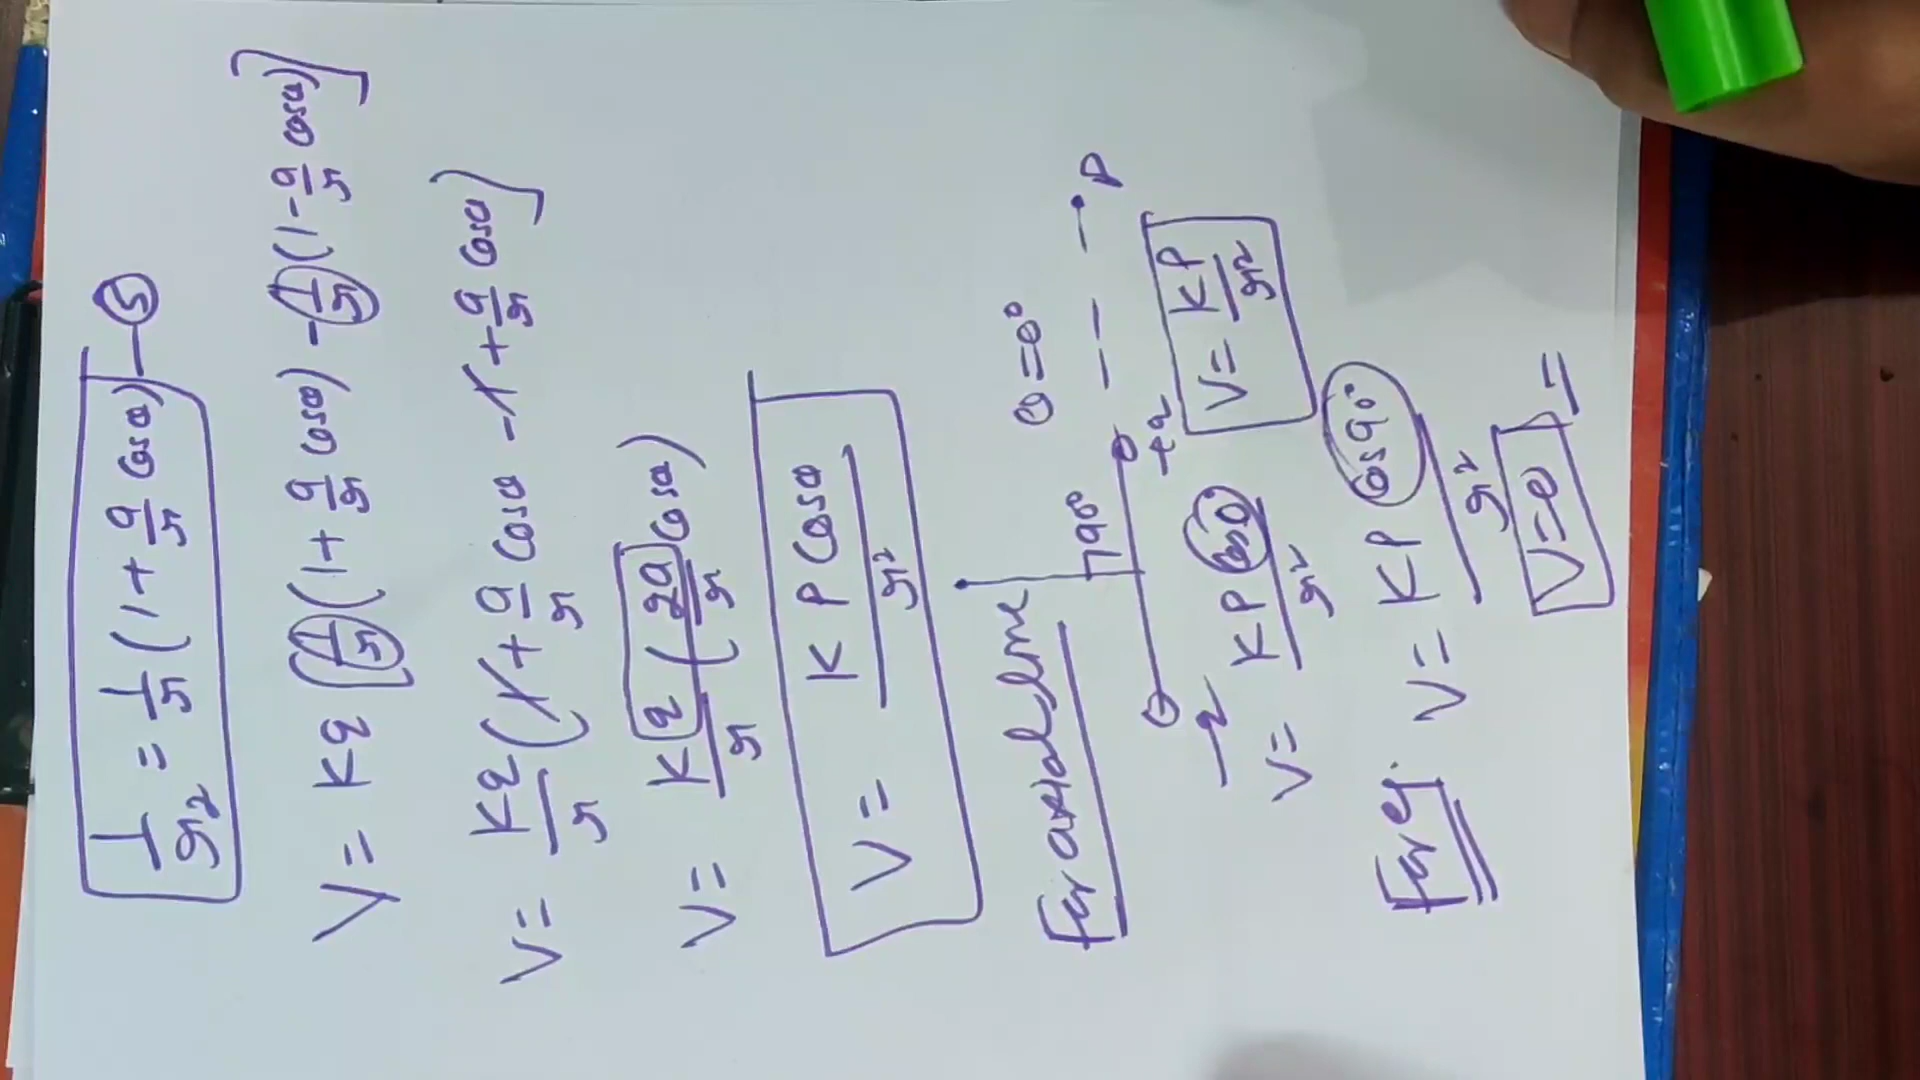 1/r₂ = 1/r (1 + a/r cosθ) — ⑤
V = Kq [1/r (1 + a/r cosθ) - 1/r (1 - a/r cosθ)]
V = Kq/r (1 + a/r cosθ - 1 + a/r cosθ]
V = Kq/r (2a/r cosθ)
V = K P cosθ / r²
For axial line
θ = 0°
90°
-q
+q
P
V = KP cos0 / r²
V = KP / r²
For eq. V = KP cos90° / r²
V = 0